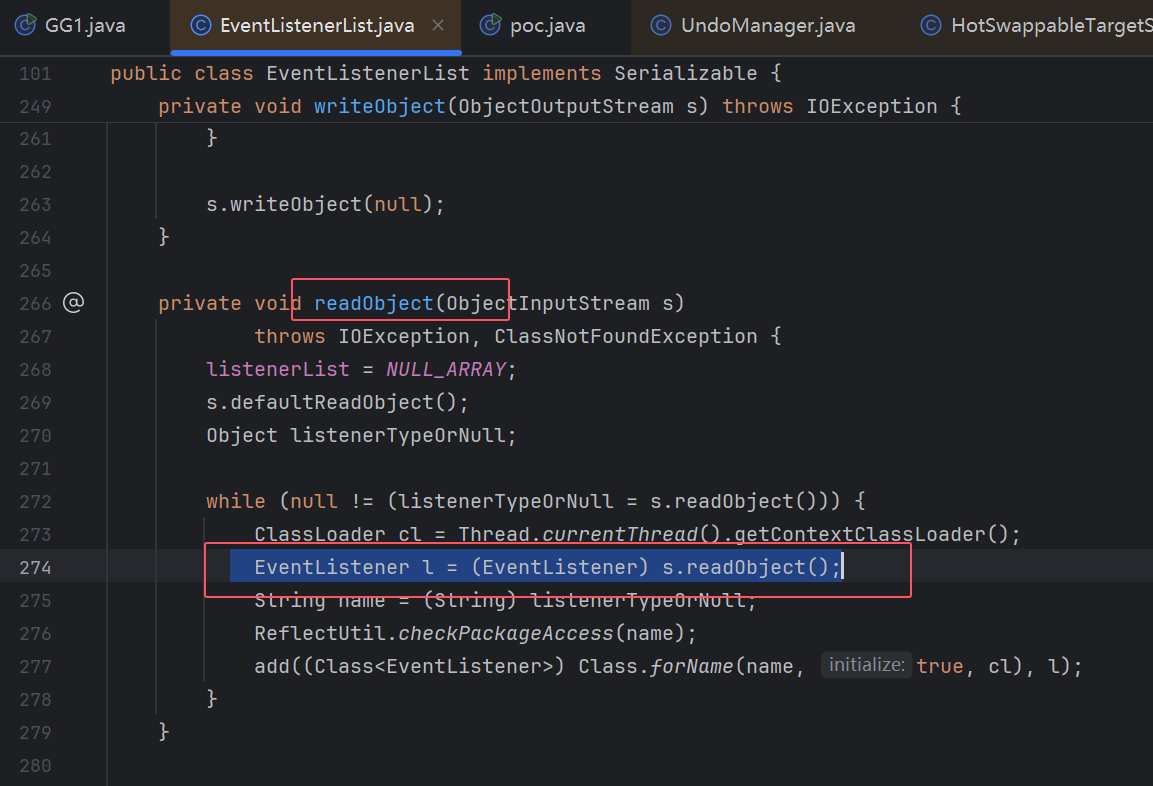 GG1.java EventListenerList.java × poc.java UndoManager.java HotSwappableTargetS
101 public class EventListenerList implements Serializable {
249 private void writeObject(ObjectOutputStream s) throws IOException {
261 }
262
263 s.writeObject(null);
264 }
265
266 @ private void readObject(ObjectInputStream s)
267 throws IOException, ClassNotFoundException {
268 listenerList = NULL_ARRAY;
269 s.defaultReadObject();
270 Object listenerTypeOrNull;
271
272 while (null != (listenerTypeOrNull = s.readObject())) {
273 ClassLoader cl = Thread.currentThread().getContextClassLoader();
274 EventListener l = (EventListener) s.readObject();
275 String name = (String) listenerTypeOrNull;
276 ReflectUtil.checkPackageAccess(name);
277 add((Class<EventListener>) Class.forName(name, initialize: true, cl), l);
278 }
279 }
280